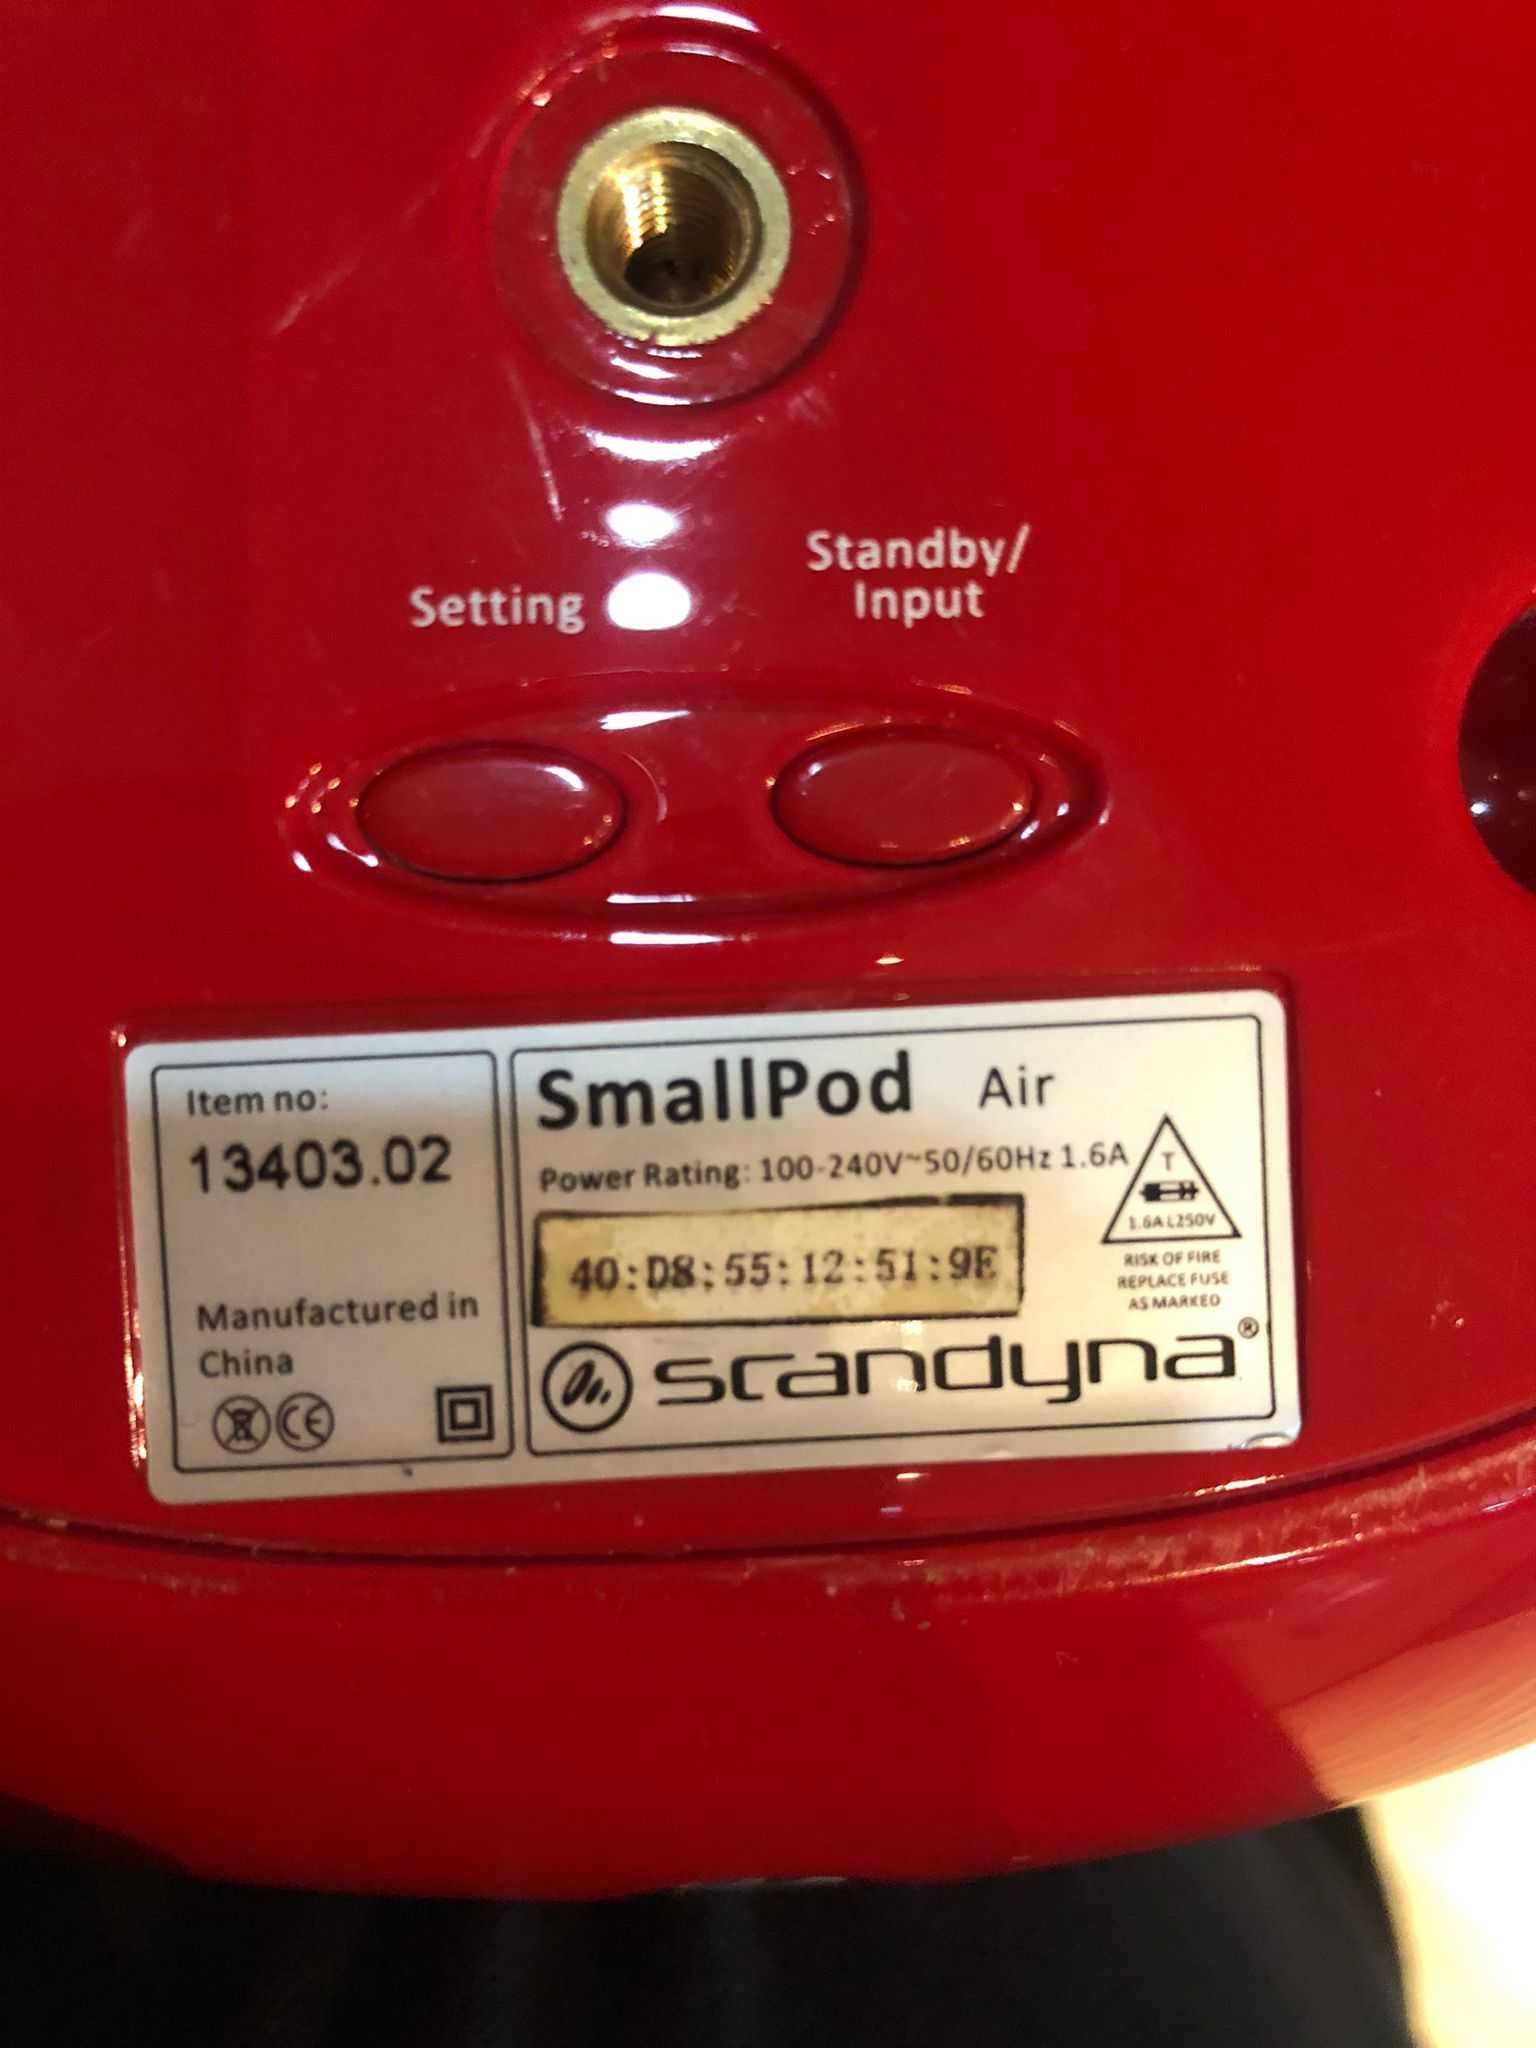 Setting
Standby/
Input
Item no:
13403.02
Manufactured in
China
CE
SmallPod Air
Power Rating: 100-240V~50/60Hz 1.6A
T
1.6A L250V
RISK OF FIRE
REPLACE FUSE
AS MARKED
40:D8:55:12:51:9E
scandyna®